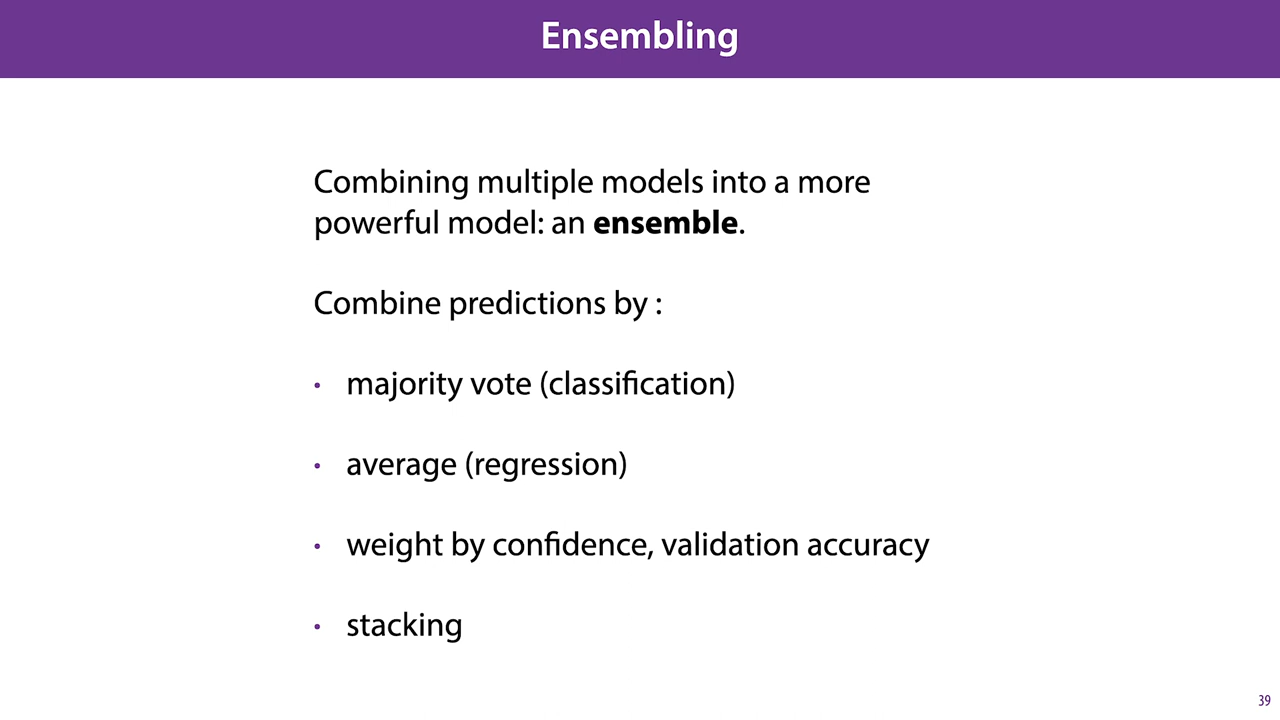 Ensembling
Combining multiple models into a more
powerful model: an ensemble.
Combine predictions by :
• majority vote (classification)
• average (regression)
• weight by confidence, validation accuracy
• stacking
39